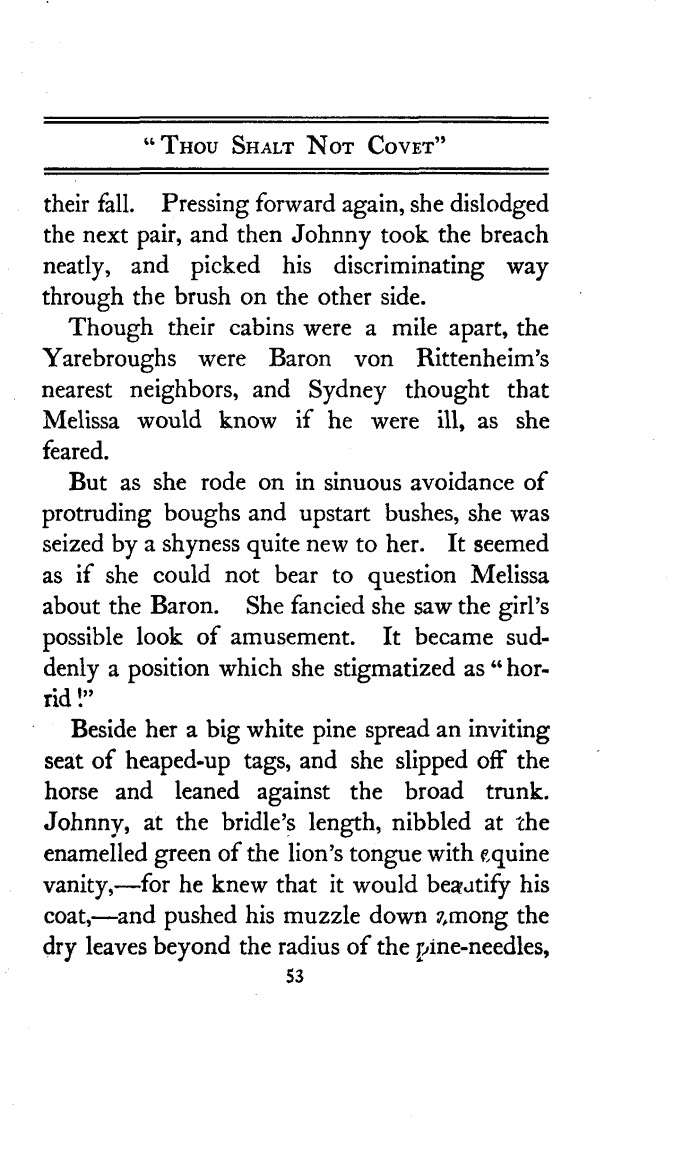 “ Thou Shalt Not Covet”
their fall. Pressing forward again, she dislodged
the next pair, and then Johnny took the breach
neatly, and picked his discriminating way
through the brush on the other side.
Though their cabins were a mile apart, the
Yarebroughs were Baron von Rittenheim’s
nearest neighbors, and Sydney thought that
Melissa would know if he were ill, as she
feared.
But as she rode on in sinuous avoidance of
protruding boughs and upstart bushes, she was
seized by a shyness quite new to her. It seemed
as if she could not bear to question Melissa
about the Baron. She fancied she saw the girl’s
possible look of amusement. It became sud-
denly a position which she stigmatized as “ hor-
rid !”
Beside her a big white pine spread an inviting
seat of heaped-up tags, and she slipped off the
horse and leaned against the broad trunk.
Johnny, at the bridle’s length, nibbled at the
enamelled green of the lion’s tongue with equine
vanity,—for he knew that it would beautify his
coat,—and pushed his muzzle down among the
dry leaves beyond the radius of the pine-needles,
53